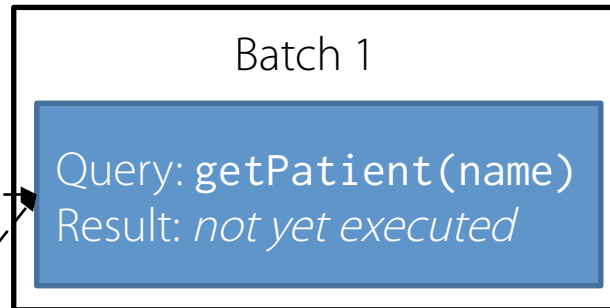 Batch 1
Query: getPatient(name)
Result: not yet executed